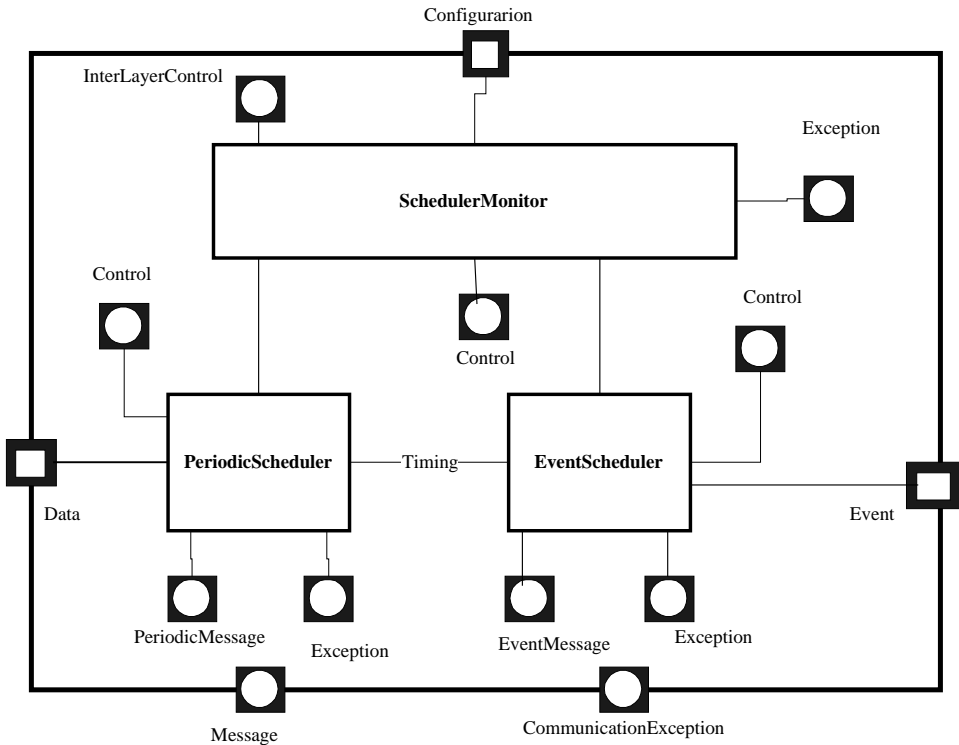 Configurarion
InterLayerControl
Exception
SchedulerMonitor
Control
Control
Control
PeriodicScheduler
Timing
EventScheduler
Data
Event
PeriodicMessage
Exception
EventMessage
Exception
Message
CommunicationException